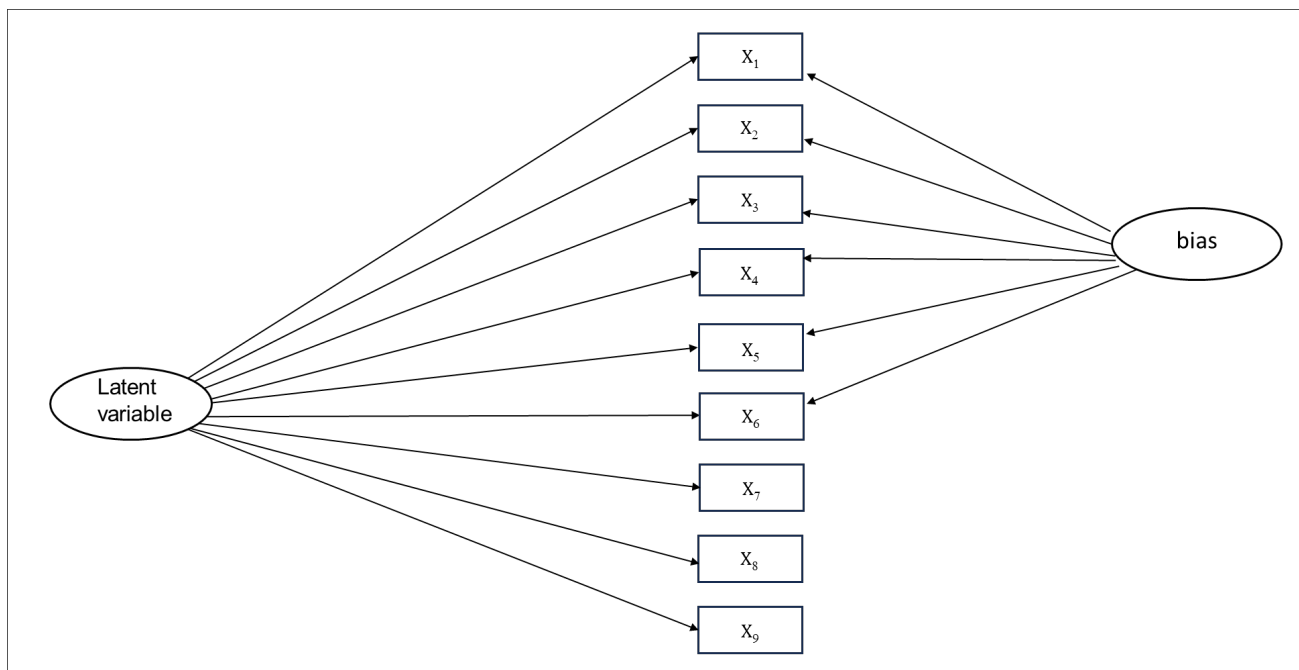 X₁
X₂
X₃
bias
X₄
X₅
Latent
variable
X₆
X₇
X₈
X₉